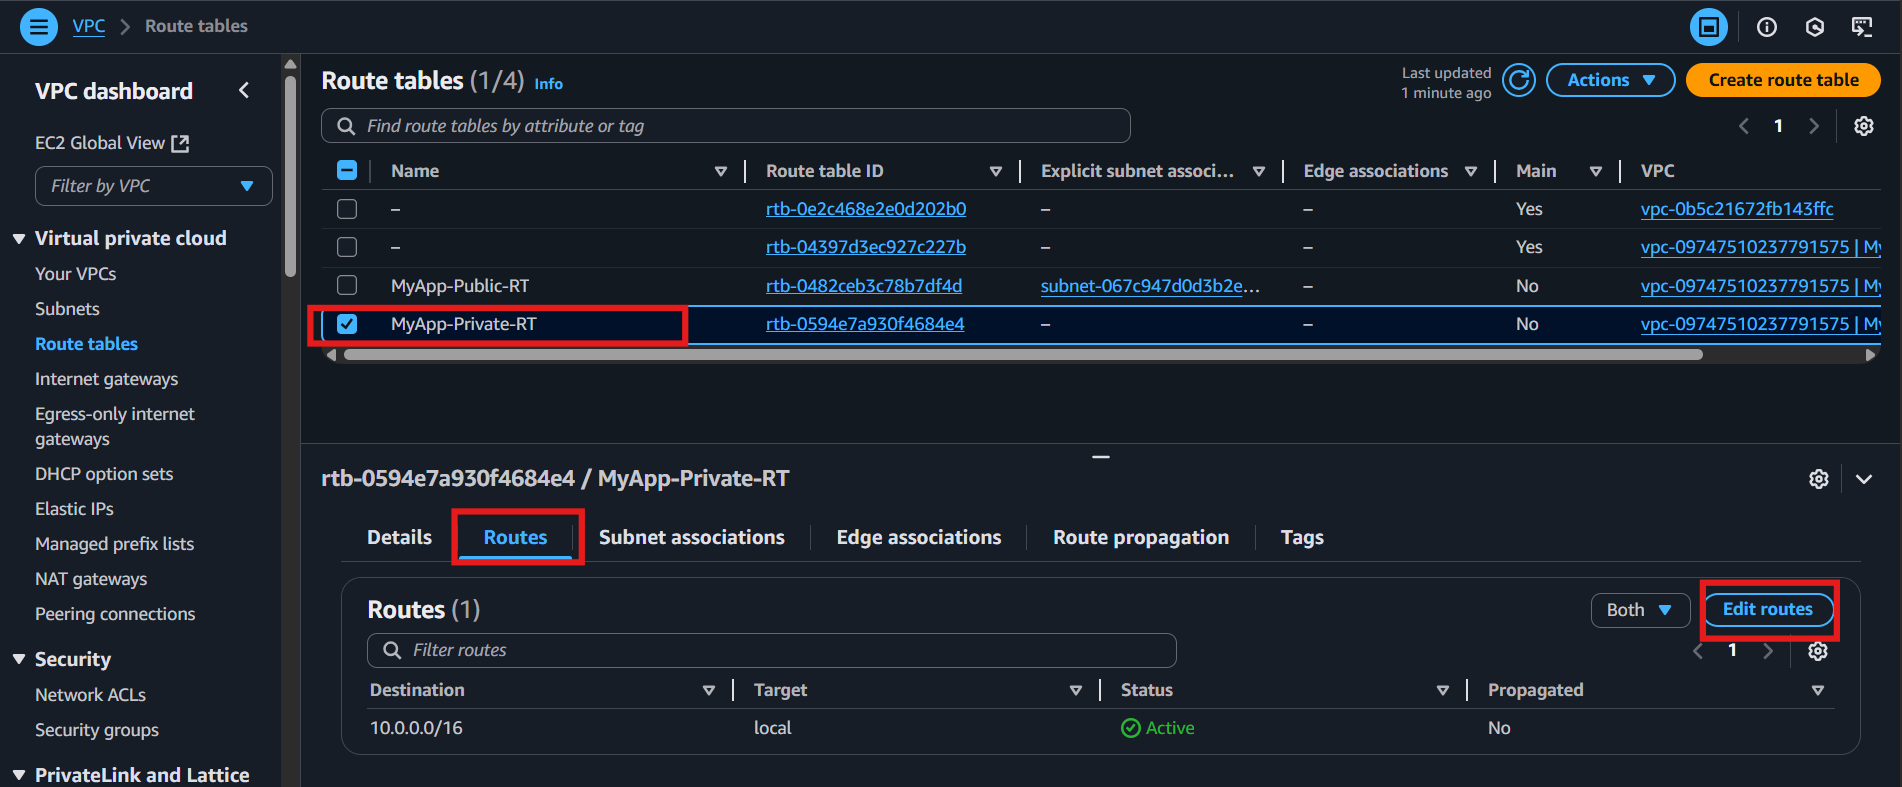 VPC > Route tables
VPC dashboard
EC2 Global View
Filter by VPC
Virtual private cloud
Your VPCs
Subnets
Route tables
Internet gateways
Egress-only internet
gateways
DHCP option sets
Elastic IPs
Managed prefix lists
NAT gateways
Peering connections
Security
Network ACLs
Security groups
PrivateLink and Lattice
Route tables (1/4) Info
Last updated
1 minute ago
Actions
Create route table
Find route tables by attribute or tag
1
Name Route table ID Explicit subnet associ... Edge associations Main VPC
– rtb-0e2c468e2e0d202b0 – – Yes vpc-0b5c21672fb143ffc
– rtb-04397d3ec927c227b – – Yes vpc-09747510237791575 | My
MyApp-Public-RT rtb-0482ceb3c78b7df4d subnet-067c947d0d3b2e... – No vpc-09747510237791575 | My
MyApp-Private-RT rtb-0594e7a930f4684e4 – – No vpc-09747510237791575 | My
rtb-0594e7a930f4684e4 / MyApp-Private-RT
Details Routes Subnet associations Edge associations Route propagation Tags
Routes (1)
Both
Edit routes
Filter routes
1
Destination Target Status Propagated
10.0.0.0/16 local Active No